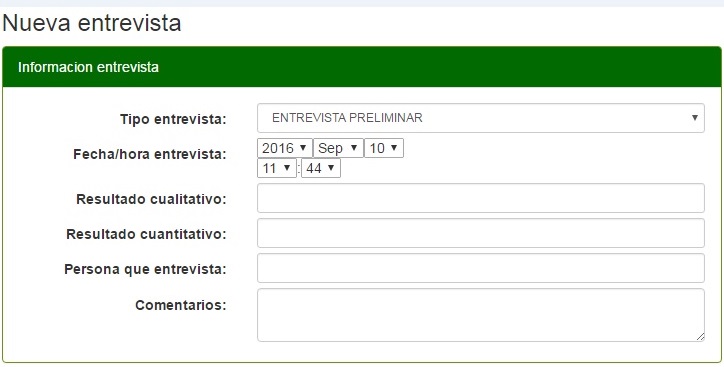 Nueva entrevista
Informacion entrevista
Tipo entrevista: ENTREVISTA PRELIMINAR
Fecha/hora entrevista: 2016 Sep 10
11 : 44
Resultado cualitativo:
Resultado cuantitativo:
Persona que entrevista:
Comentarios: